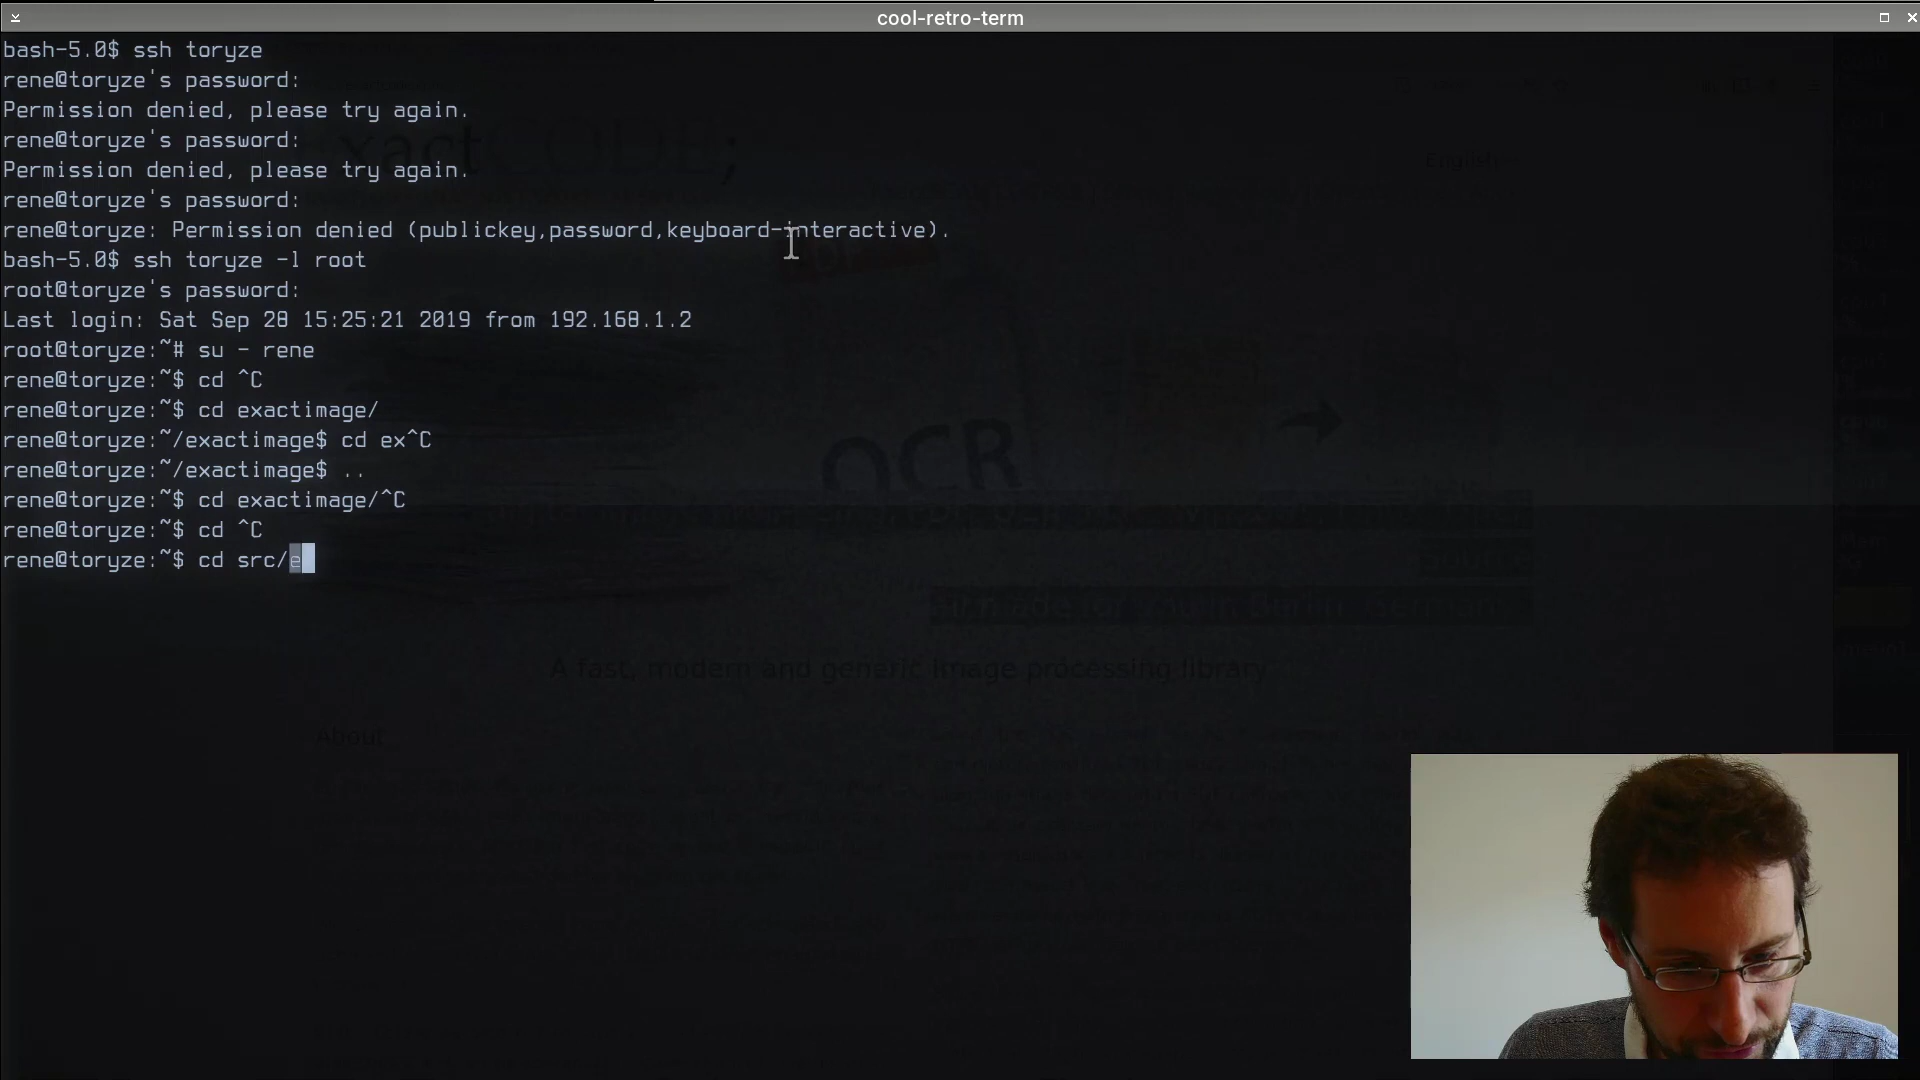 cool-retro-term
bash-5.0$ ssh toryze
rene@toryze's password:
Permission denied, please try again.
rene@toryze's password:
Permission denied, please try again.
rene@toryze's password:
rene@toryze: Permission denied (publickey,password,keyboard-interactive).
bash-5.0$ ssh toryze -l root
root@toryze's password:
Last login: Sat Sep 28 15:25:21 2019 from 192.168.1.2
root@toryze:~# su - rene
rene@toryze:~$ cd ^C
rene@toryze:~$ cd exactimage/
rene@toryze:~/exactimage$ cd ex^C
rene@toryze:~/exactimage$ ..
rene@toryze:~$ cd exactimage/^C
rene@toryze:~$ cd ^C
rene@toryze:~$ cd src/e
exactCODE;
English
OCR
A fast, modern and generic image processing library
About